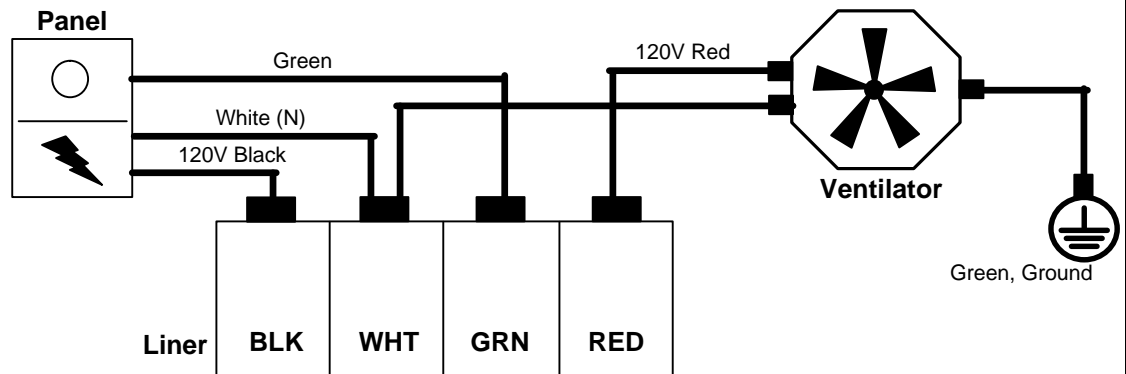 Panel
Green
120V Red
White (N)
120V Black
Ventilator
Green, Ground
Liner
BLK
WHT
GRN
RED